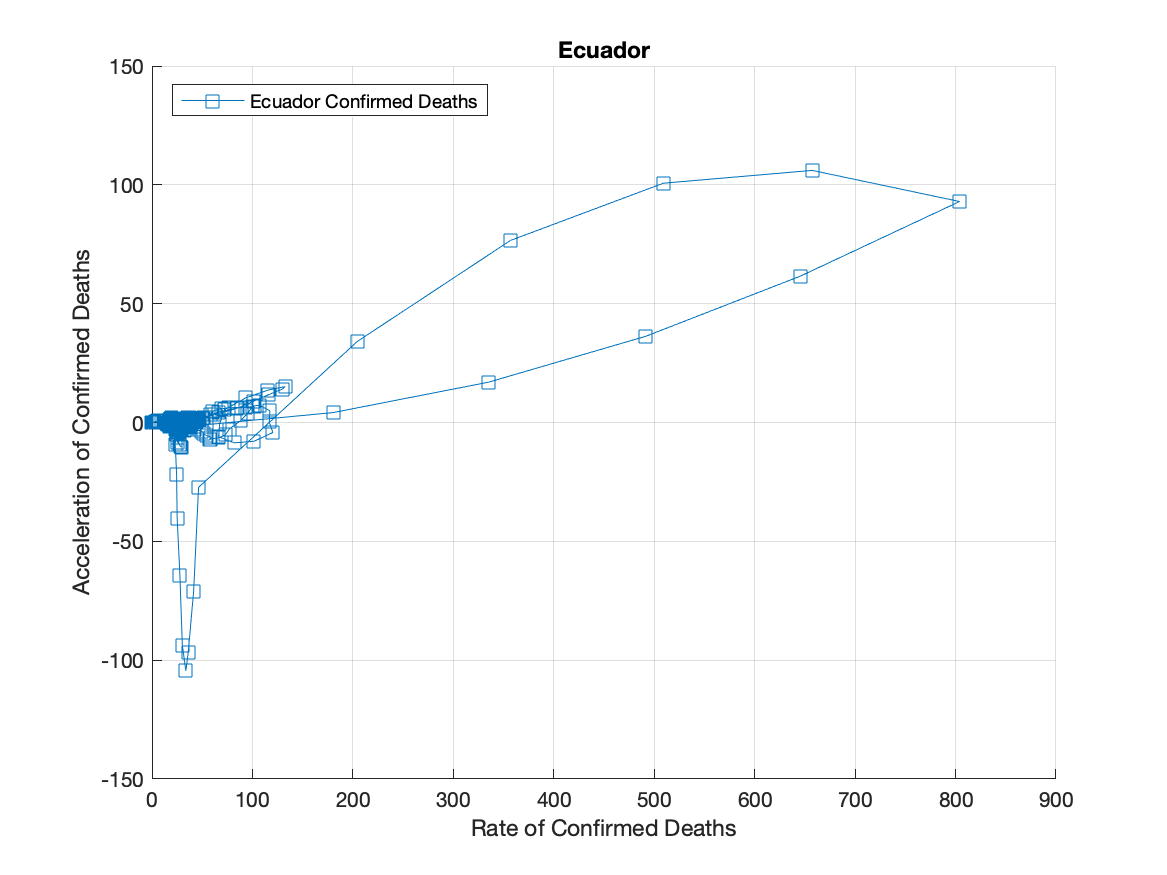 Ecuador
150
Ecuador Confirmed Deaths
100
50
0
-50
-100
-150
Acceleration of Confirmed Deaths
0 100 200 300 400 500 600 700 800 900
Rate of Confirmed Deaths